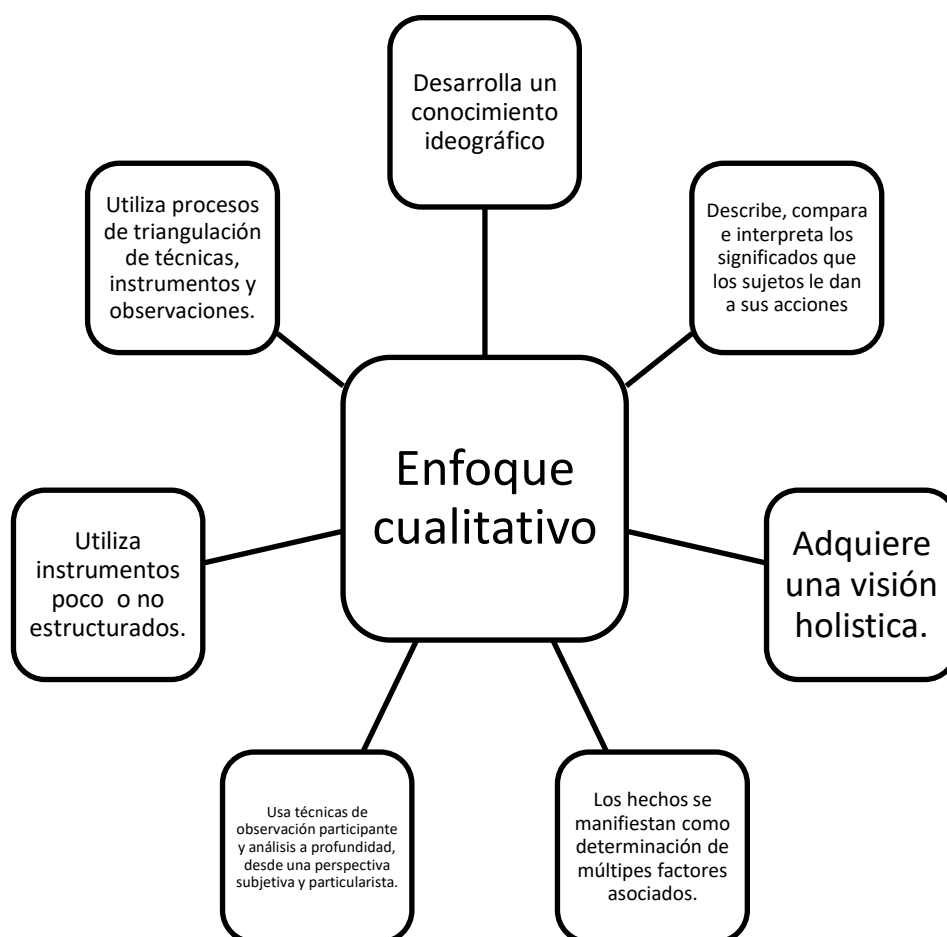 Desarrolla un
conocimiento
ideográfico
Describe, compara
e interpreta los
significados que
los sujetos le dan
a sus acciones
Adquiere
una visión
holistica.
Los hechos se
manifiestan como
determinación de
múltipes factores
asociados.
Usa técnicas de
observación participante
y análisis a profundidad,
desde una perspectiva
subjetiva y particularista.
Utiliza
instrumentos
poco  o no
estructurados.
Utiliza procesos
de triangulación
de técnicas,
instrumentos y
observaciones.
Enfoque
cualitativo